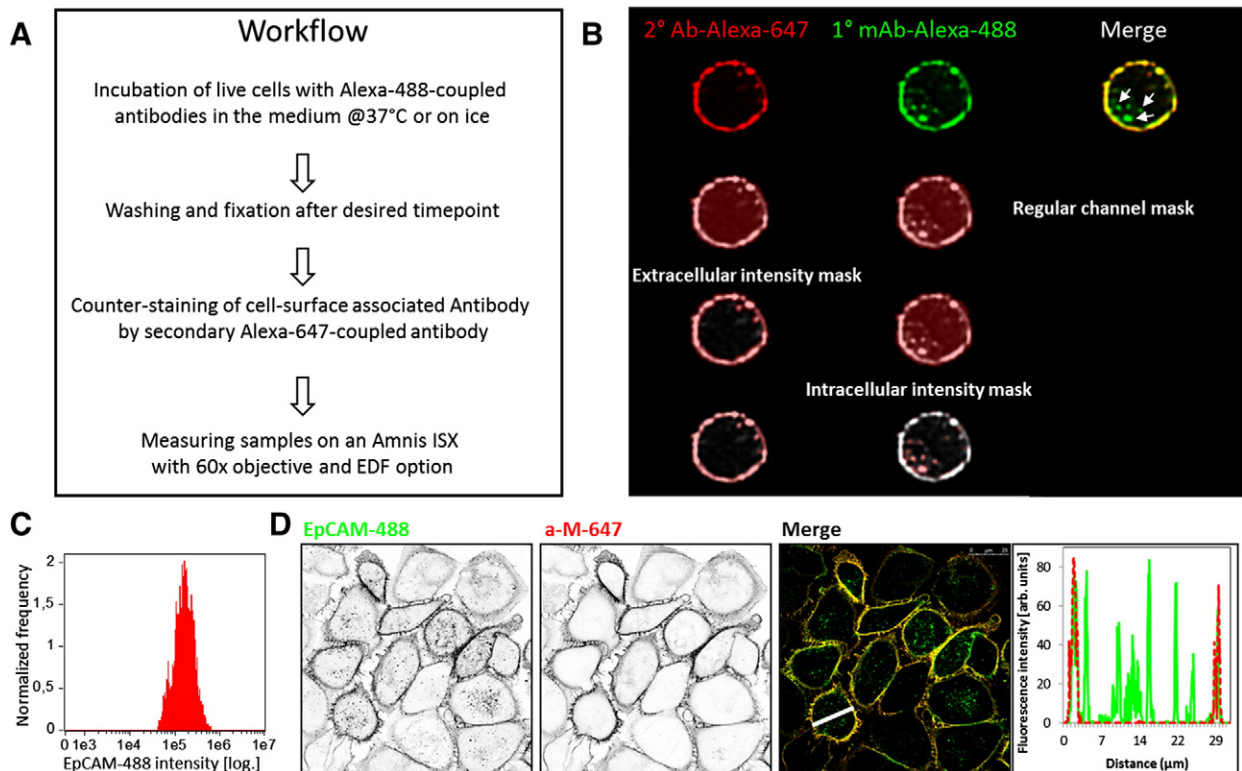 A
Workflow
Incubation of live cells with Alexa-488-coupled
antibodies in the medium @37°C or on ice
Washing and fixation after desired timepoint
Counter-staining of cell-surface associated Antibody
by secondary Alexa-647-coupled antibody
Measuring samples on an Amnis ISX
with 60x objective and EDF option
B
2° Ab-Alexa-647 1° mAb-Alexa-488 Merge
Regular channel mask
Extracellular intensity mask
Intracellular intensity mask
C
Normalized frequency
2
1,5
1
0,5
0
0 1e3 1e4 1e5 1e6 1e7
EpCAM-488 intensity [log.]
D
EpCAM-488 a-M-647 Merge
0 µm 25
Fluorescence intensity [arb. units]
80
60
40
20
0
0 7 14 22 29
Distance (µm)